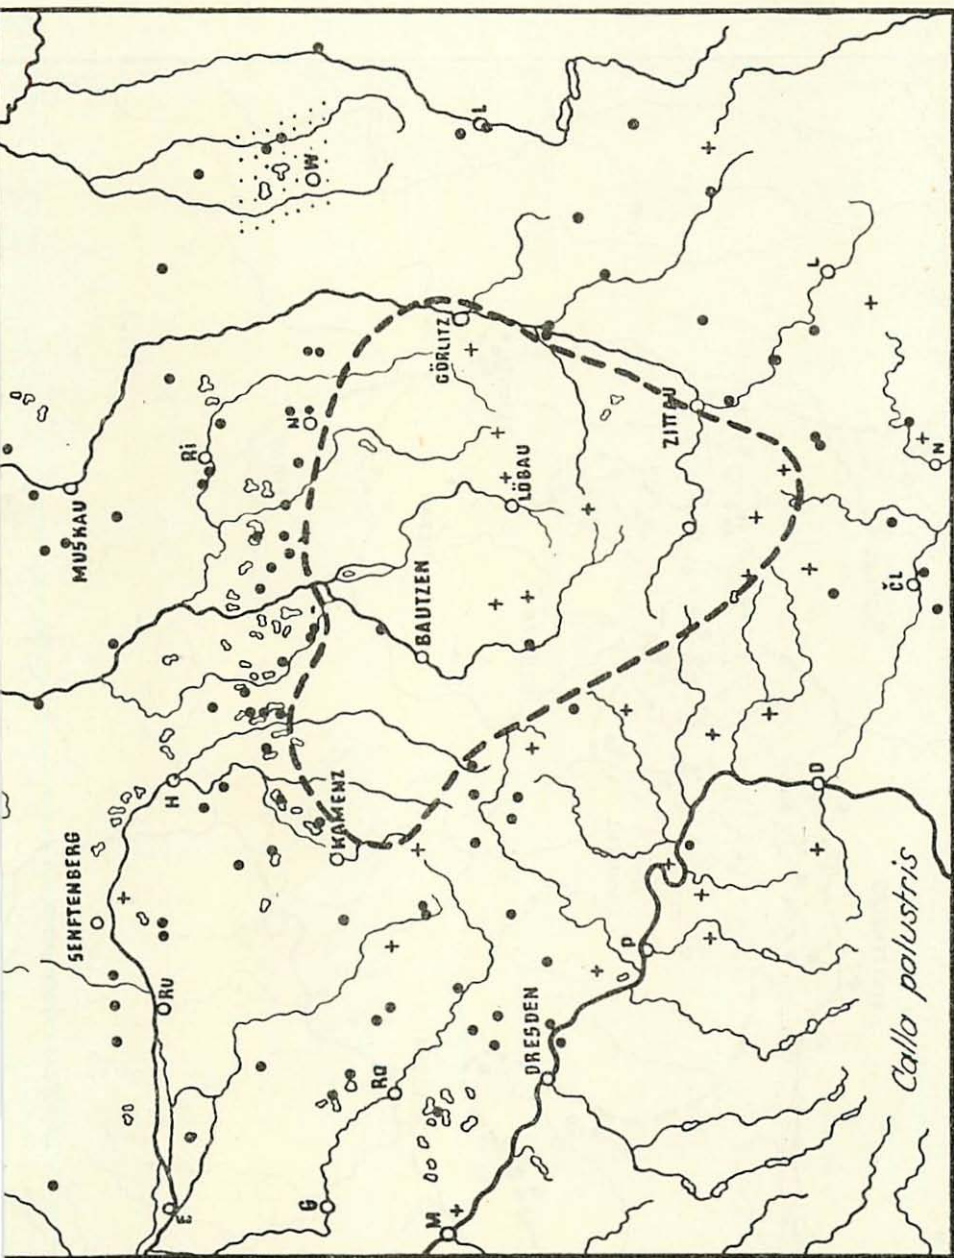 SENFTENBERG
MUSKAU
E
Ru
H
Ri
G
N
W
KAMENZ
Ra
M
BAUTZEN
GÖRLITZ
L
DRESDEN
LÖBAU
P
ZITTAU
D
L
ČL
Calla palustris
N